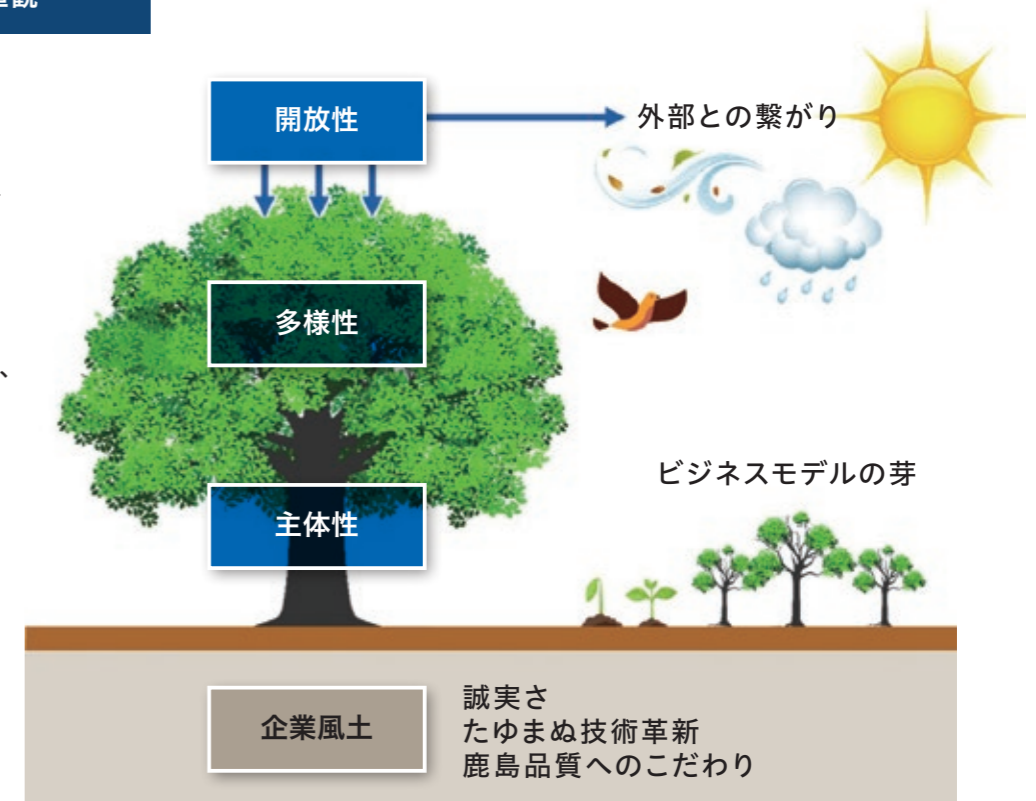 開放性
外部との繋がり
多様性
、
主体性
ビジネスモデルの芽
企業風土
誠実さ
たゆまぬ技術革新
鹿島品質へのこだわり